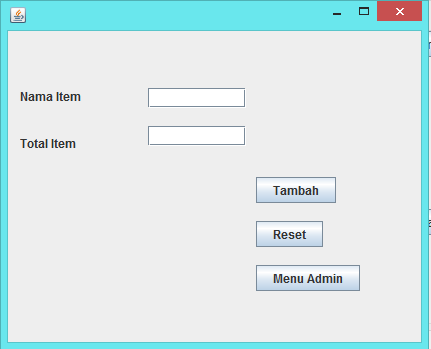 Nama Item
Total Item
Tambah
Reset
Menu Admin